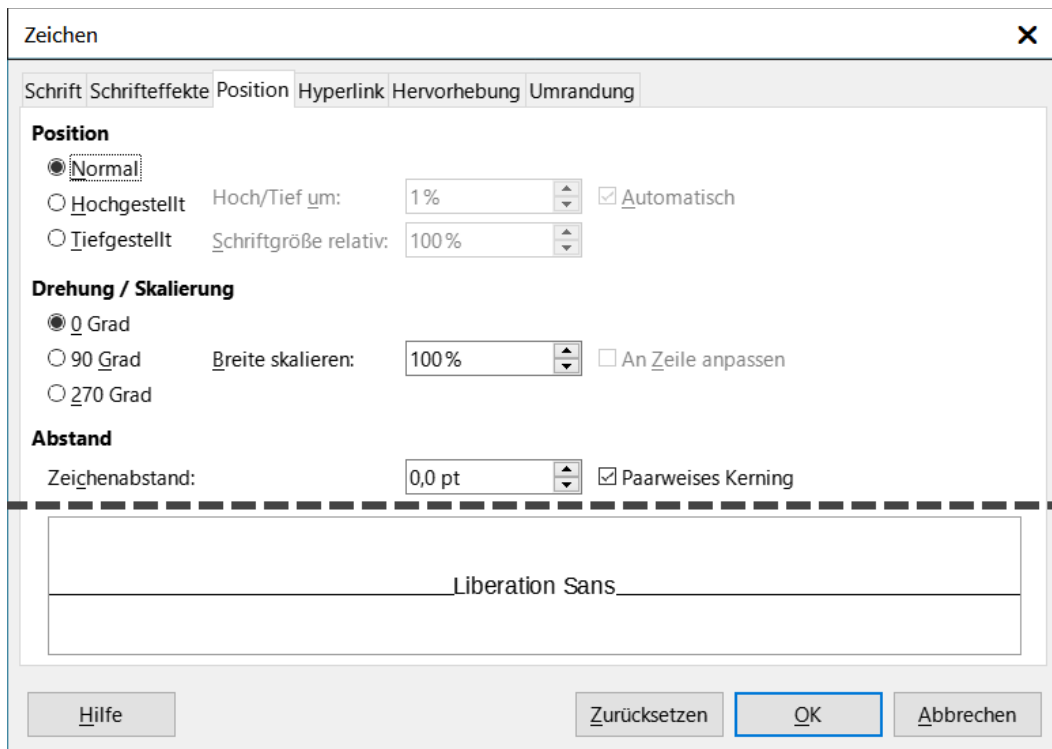 Zeichen
Schrift Schrifteffekte Position Hyperlink Hervorhebung Umrandung
Position
Normal
Hochgestellt Hoch/Tief um: 1 % Automatisch
Tiefgestellt Schriftgröße relativ: 100 %
Drehung / Skalierung
0 Grad
90 Grad Breite skalieren: 100 % An Zeile anpassen
270 Grad
Abstand
Zeichenabstand: 0,0 pt Paarweises Kerning
Liberation Sans
Hilfe Zurücksetzen OK Abbrechen